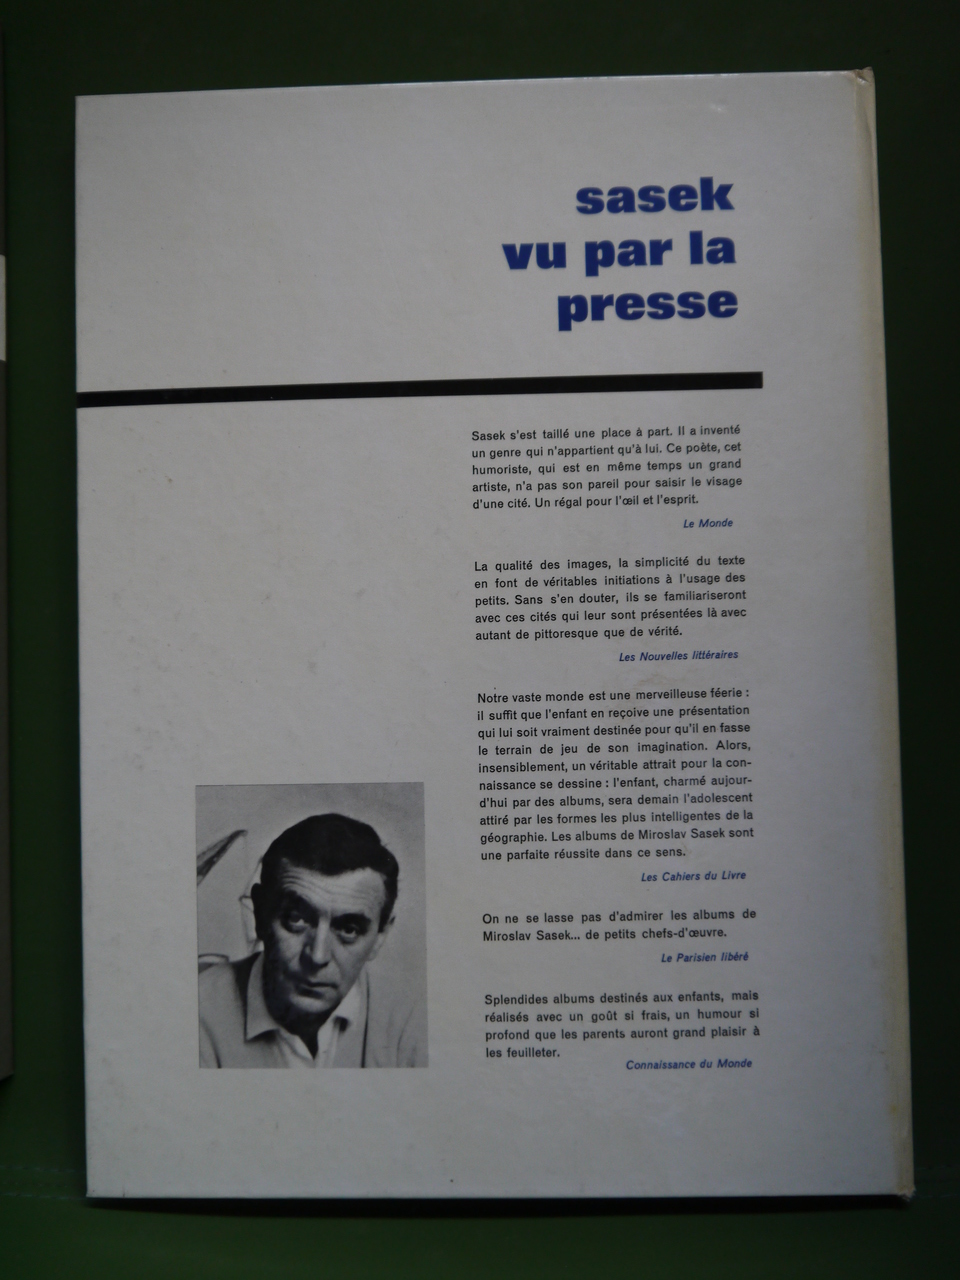 sasek
vu par la
presse
Sasek s'est taillé une place à part. Il a inventé
un genre qui n'appartient qu'à lui. Ce poète, cet
humoriste, qui est en même temps un grand
artiste, n'a pas son pareil pour saisir le visage
d'une cité. Un régal pour l'œil et l'esprit.
Le Monde
La qualité des images, la simplicité du texte
en font de véritables initiations à l'usage des
petits. Sans s'en douter, ils se familiariseront
avec ces cités qui leur sont présentées là avec
autant de pittoresque que de vérité.
Les Nouvelles littéraires
Notre vaste monde est une merveilleuse féerie :
il suffit que l'enfant en reçoive une présentation
qui lui soit vraiment destinée pour qu'il en fasse
le terrain de jeu de son imagination. Alors,
insensiblement, un véritable attrait pour la con-
naissance se dessine : l'enfant, charmé aujour-
d'hui par des albums, sera demain l'adolescent
attiré par les formes les plus intelligentes de la
géographie. Les albums de Miroslav Sasek sont
une parfaite réussite dans ce sens.
Les Cahiers du Livre
On ne se lasse pas d'admirer les albums de
Miroslav Sasek... de petits chefs-d'œuvre.
Le Parisien libéré
Splendides albums destinés aux enfants, mais
réalisés avec un goût si frais, un humour si
profond que les parents auront grand plaisir à
les feuilleter.
Connaissance du Monde